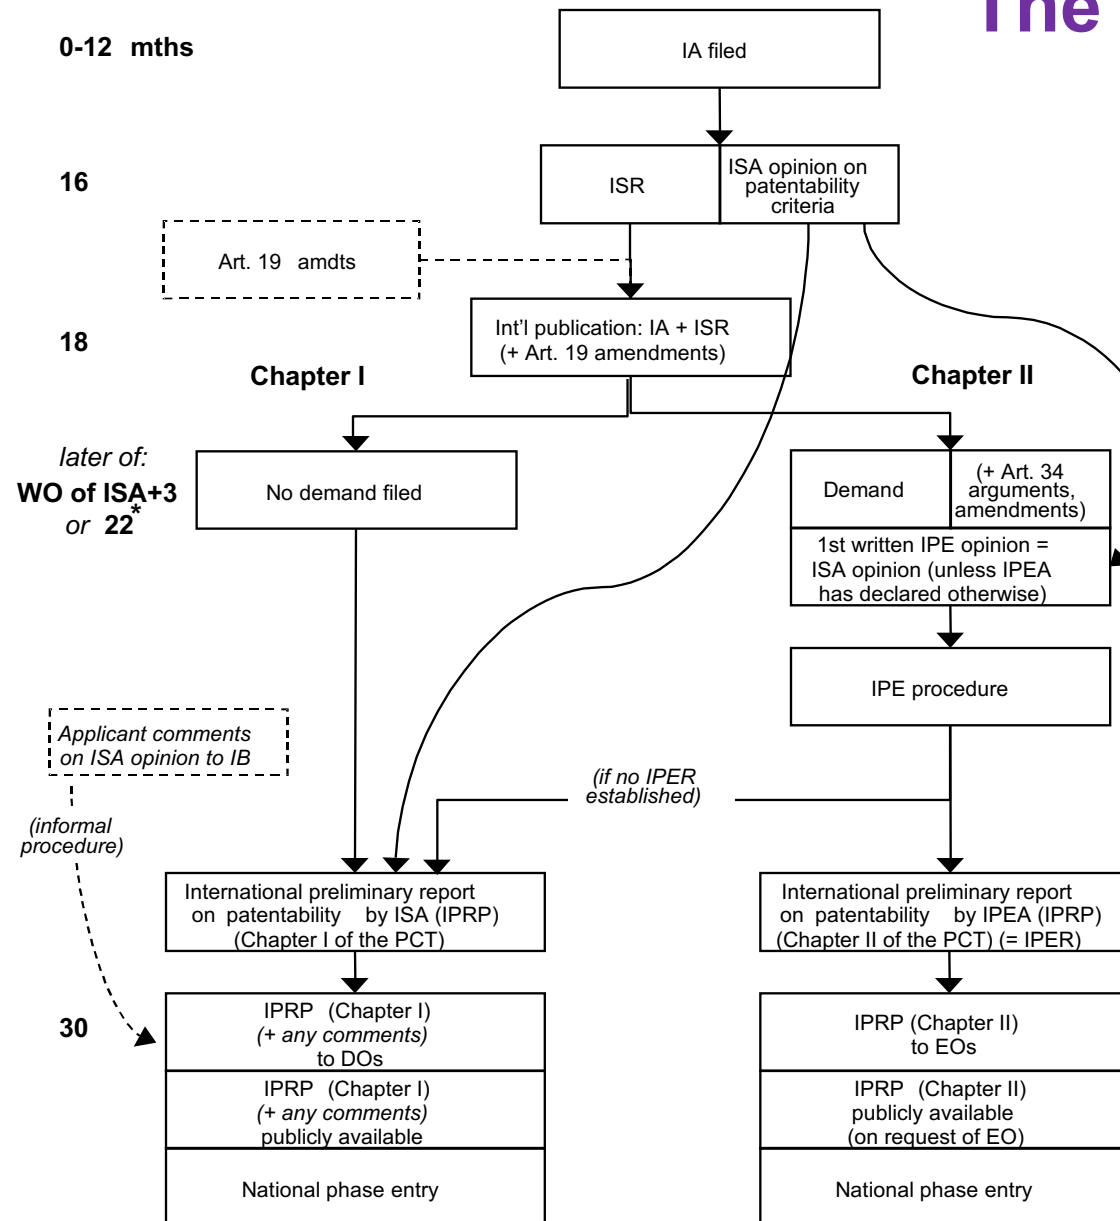 The
0-12 mths
IA filed
16
ISR
ISA opinion on
patentability
criteria
Art. 19 amdts
18
Int'l publication: IA + ISR
(+ Art. 19 amendments)
Chapter I
Chapter II
later of:
WO of ISA+3
or 22*
No demand filed
Demand
(+ Art. 34
arguments,
amendments)
1st written IPE opinion =
ISA opinion (unless IPEA
has declared otherwise)
IPE procedure
Applicant comments
on ISA opinion to IB
(if no IPER
established)
(informal
procedure)
International preliminary report
on patentability by ISA (IPRP)
(Chapter I of the PCT)
International preliminary report
on patentability by IPEA (IPRP)
(Chapter II of the PCT) (= IPER)
30
IPRP (Chapter I)
(+ any comments)
to DOs
IPRP (Chapter II)
to EOs
IPRP (Chapter I)
(+ any comments)
publicly available
IPRP (Chapter II)
publicly available
(on request of EO)
National phase entry
National phase entry